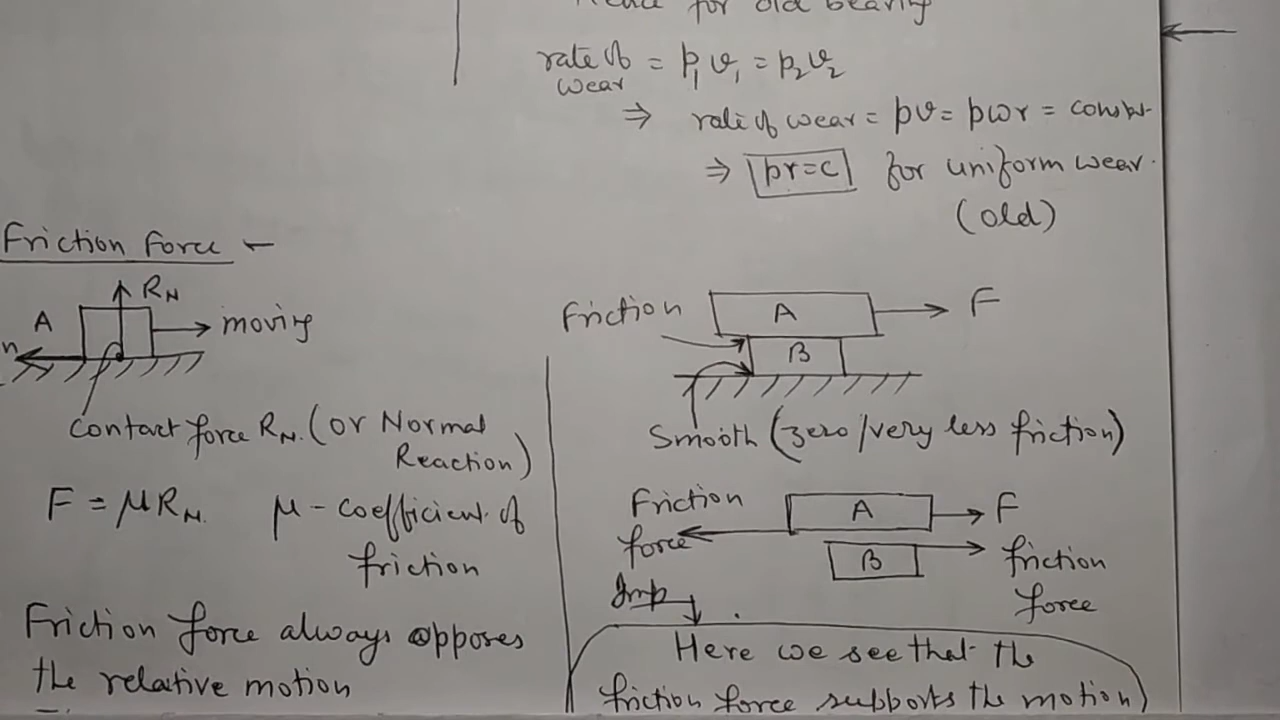 Hence for old bearing
rate of wear = p₁v₁ = p₂v₂
⇒ rate of wear = pv = pωr = const.
⇒ pr=c for uniform wear.
(old)
Friction Force –
RN
A
moving
n
Contact force RN. (or Normal
Reaction)
F = μRN. μ - coefficient of
friction
Friction force always opposes
the relative motion
Friction A F
B
Smooth (zero/very less friction)
Friction A F
force B friction
force
Imp
Here we see that the
friction force supports the motion